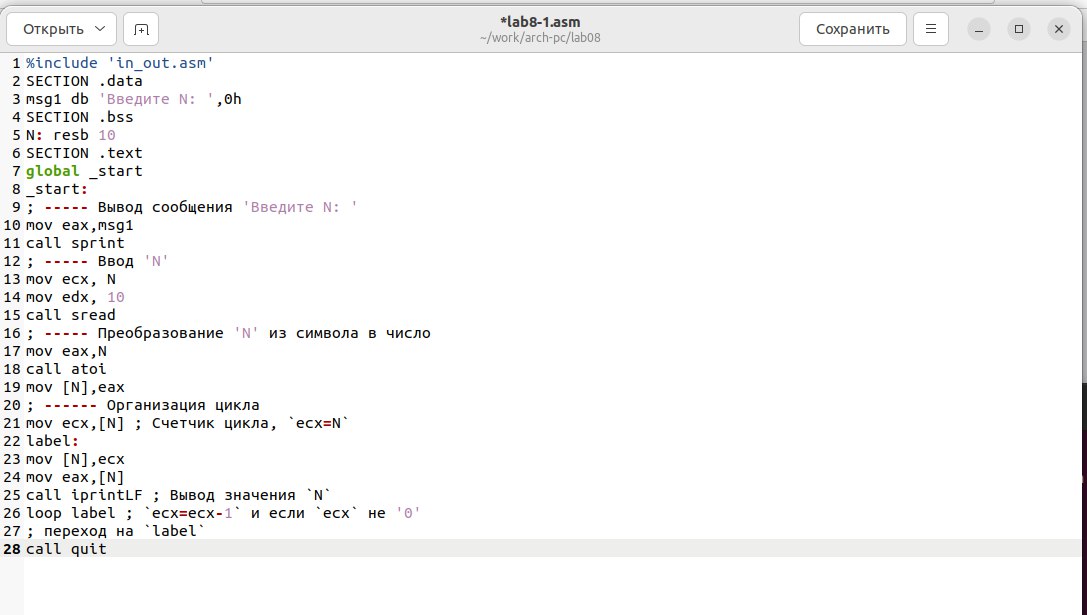 Открыть
*lab8-1.asm
~/work/arch-pc/lab08
Сохранить
1 %include 'in_out.asm'
2 SECTION .data
3 msg1 db 'Введите N: ',0h
4 SECTION .bss
5 N: resb 10
6 SECTION .text
7 global _start
8 _start:
9 ; ----- Вывод сообщения 'Введите N: '
10 mov eax,msg1
11 call sprint
12 ; ----- Ввод 'N'
13 mov ecx, N
14 mov edx, 10
15 call sread
16 ; ----- Преобразование 'N' из символа в число
17 mov eax,N
18 call atoi
19 mov [N],eax
20 ; ------ Организация цикла
21 mov ecx,[N] ; Счетчик цикла, `ecx=N`
22 label:
23 mov [N],ecx
24 mov eax,[N]
25 call iprintLF ; Вывод значения `N`
26 loop label ; `ecx=ecx-1` и если `ecx` не '0'
27 ; переход на `label`
28 call quit